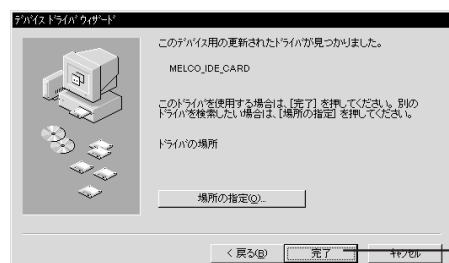 ﾃﾞﾊﾞｲｽ ﾄﾞﾗｲﾊﾞ ｳｨｻﾞｰﾄﾞ
このﾃﾞﾊﾞｲｽ用の更新されたﾄﾞﾗｲﾊﾞが見つかりました。
MELCO_IDE_CARD
このﾄﾞﾗｲﾊﾞを使用する場合は、[完了] を押してください。別の
ﾄﾞﾗｲﾊﾞを検索したい場合は、[場所の指定] を押してください。
ﾄﾞﾗｲﾊﾞの場所
場所の指定(O)...
< 戻る(B)
完了
ｷｬﾝｾﾙ